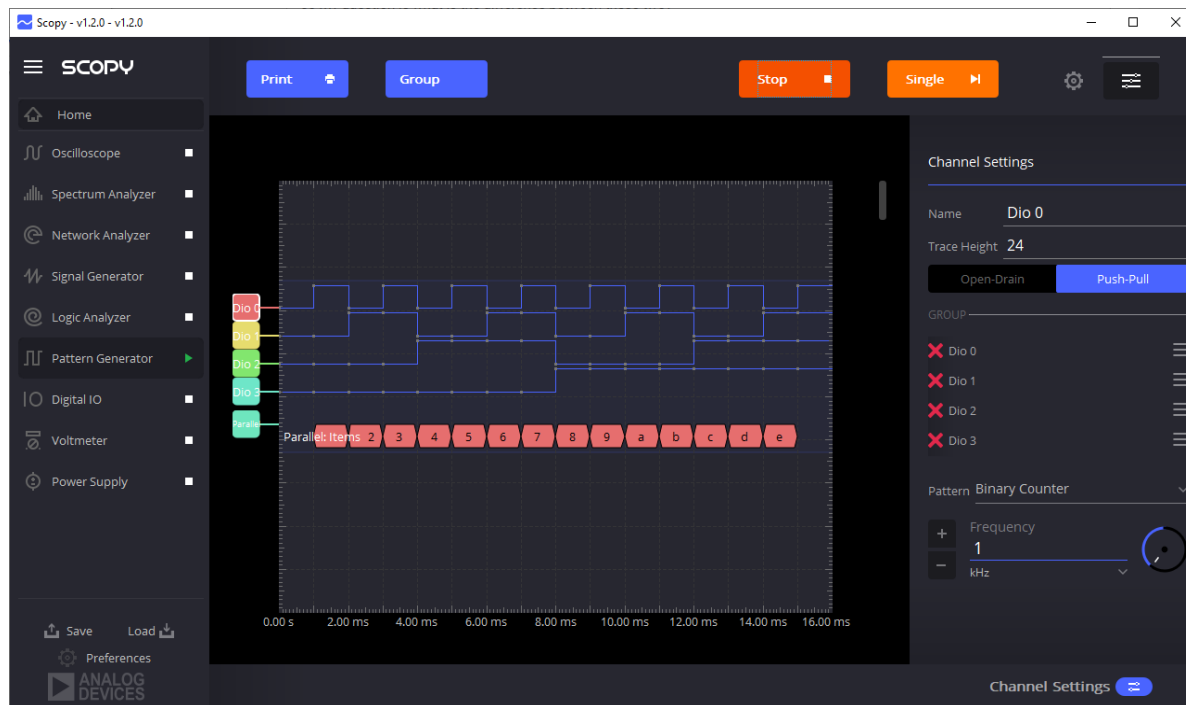 Scopy - v1.2.0 - v1.2.0
SCOPY
Print
Group
Stop
Single
Home
Oscilloscope
Spectrum Analyzer
Network Analyzer
Signal Generator
Logic Analyzer
Pattern Generator
Digital IO
Voltmeter
Power Supply
Save
Load
Preferences
ANALOG
DEVICES
Dio 0
Dio 1
Dio 2
Dio 3
Parallel: Items 2 3 4 5 6 7 8 9 a b c d e
0.00 s 2.00 ms 4.00 ms 6.00 ms 8.00 ms 10.00 ms 12.00 ms 14.00 ms 16.00 ms
Channel Settings
Name Dio 0
Trace Height 24
Open-Drain Push-Pull
GROUP
Dio 0
Dio 1
Dio 2
Dio 3
Pattern Binary Counter
Frequency
+
1
-
kHz
Channel Settings